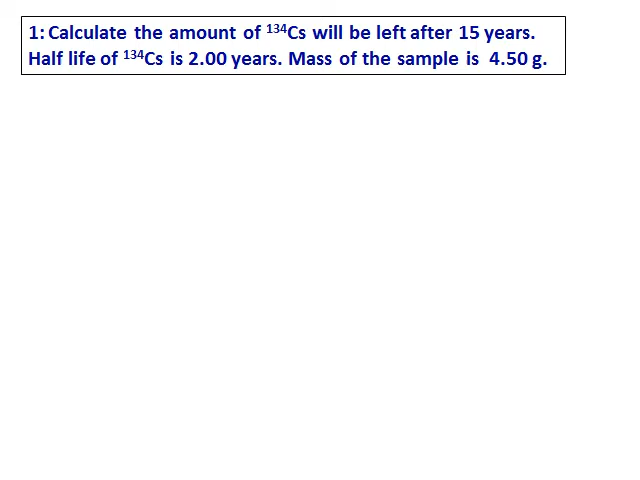 1: Calculate the amount of ¹³⁴Cs will be left after 15 years.
Half life of ¹³⁴Cs is 2.00 years. Mass of the sample is 4.50 g.